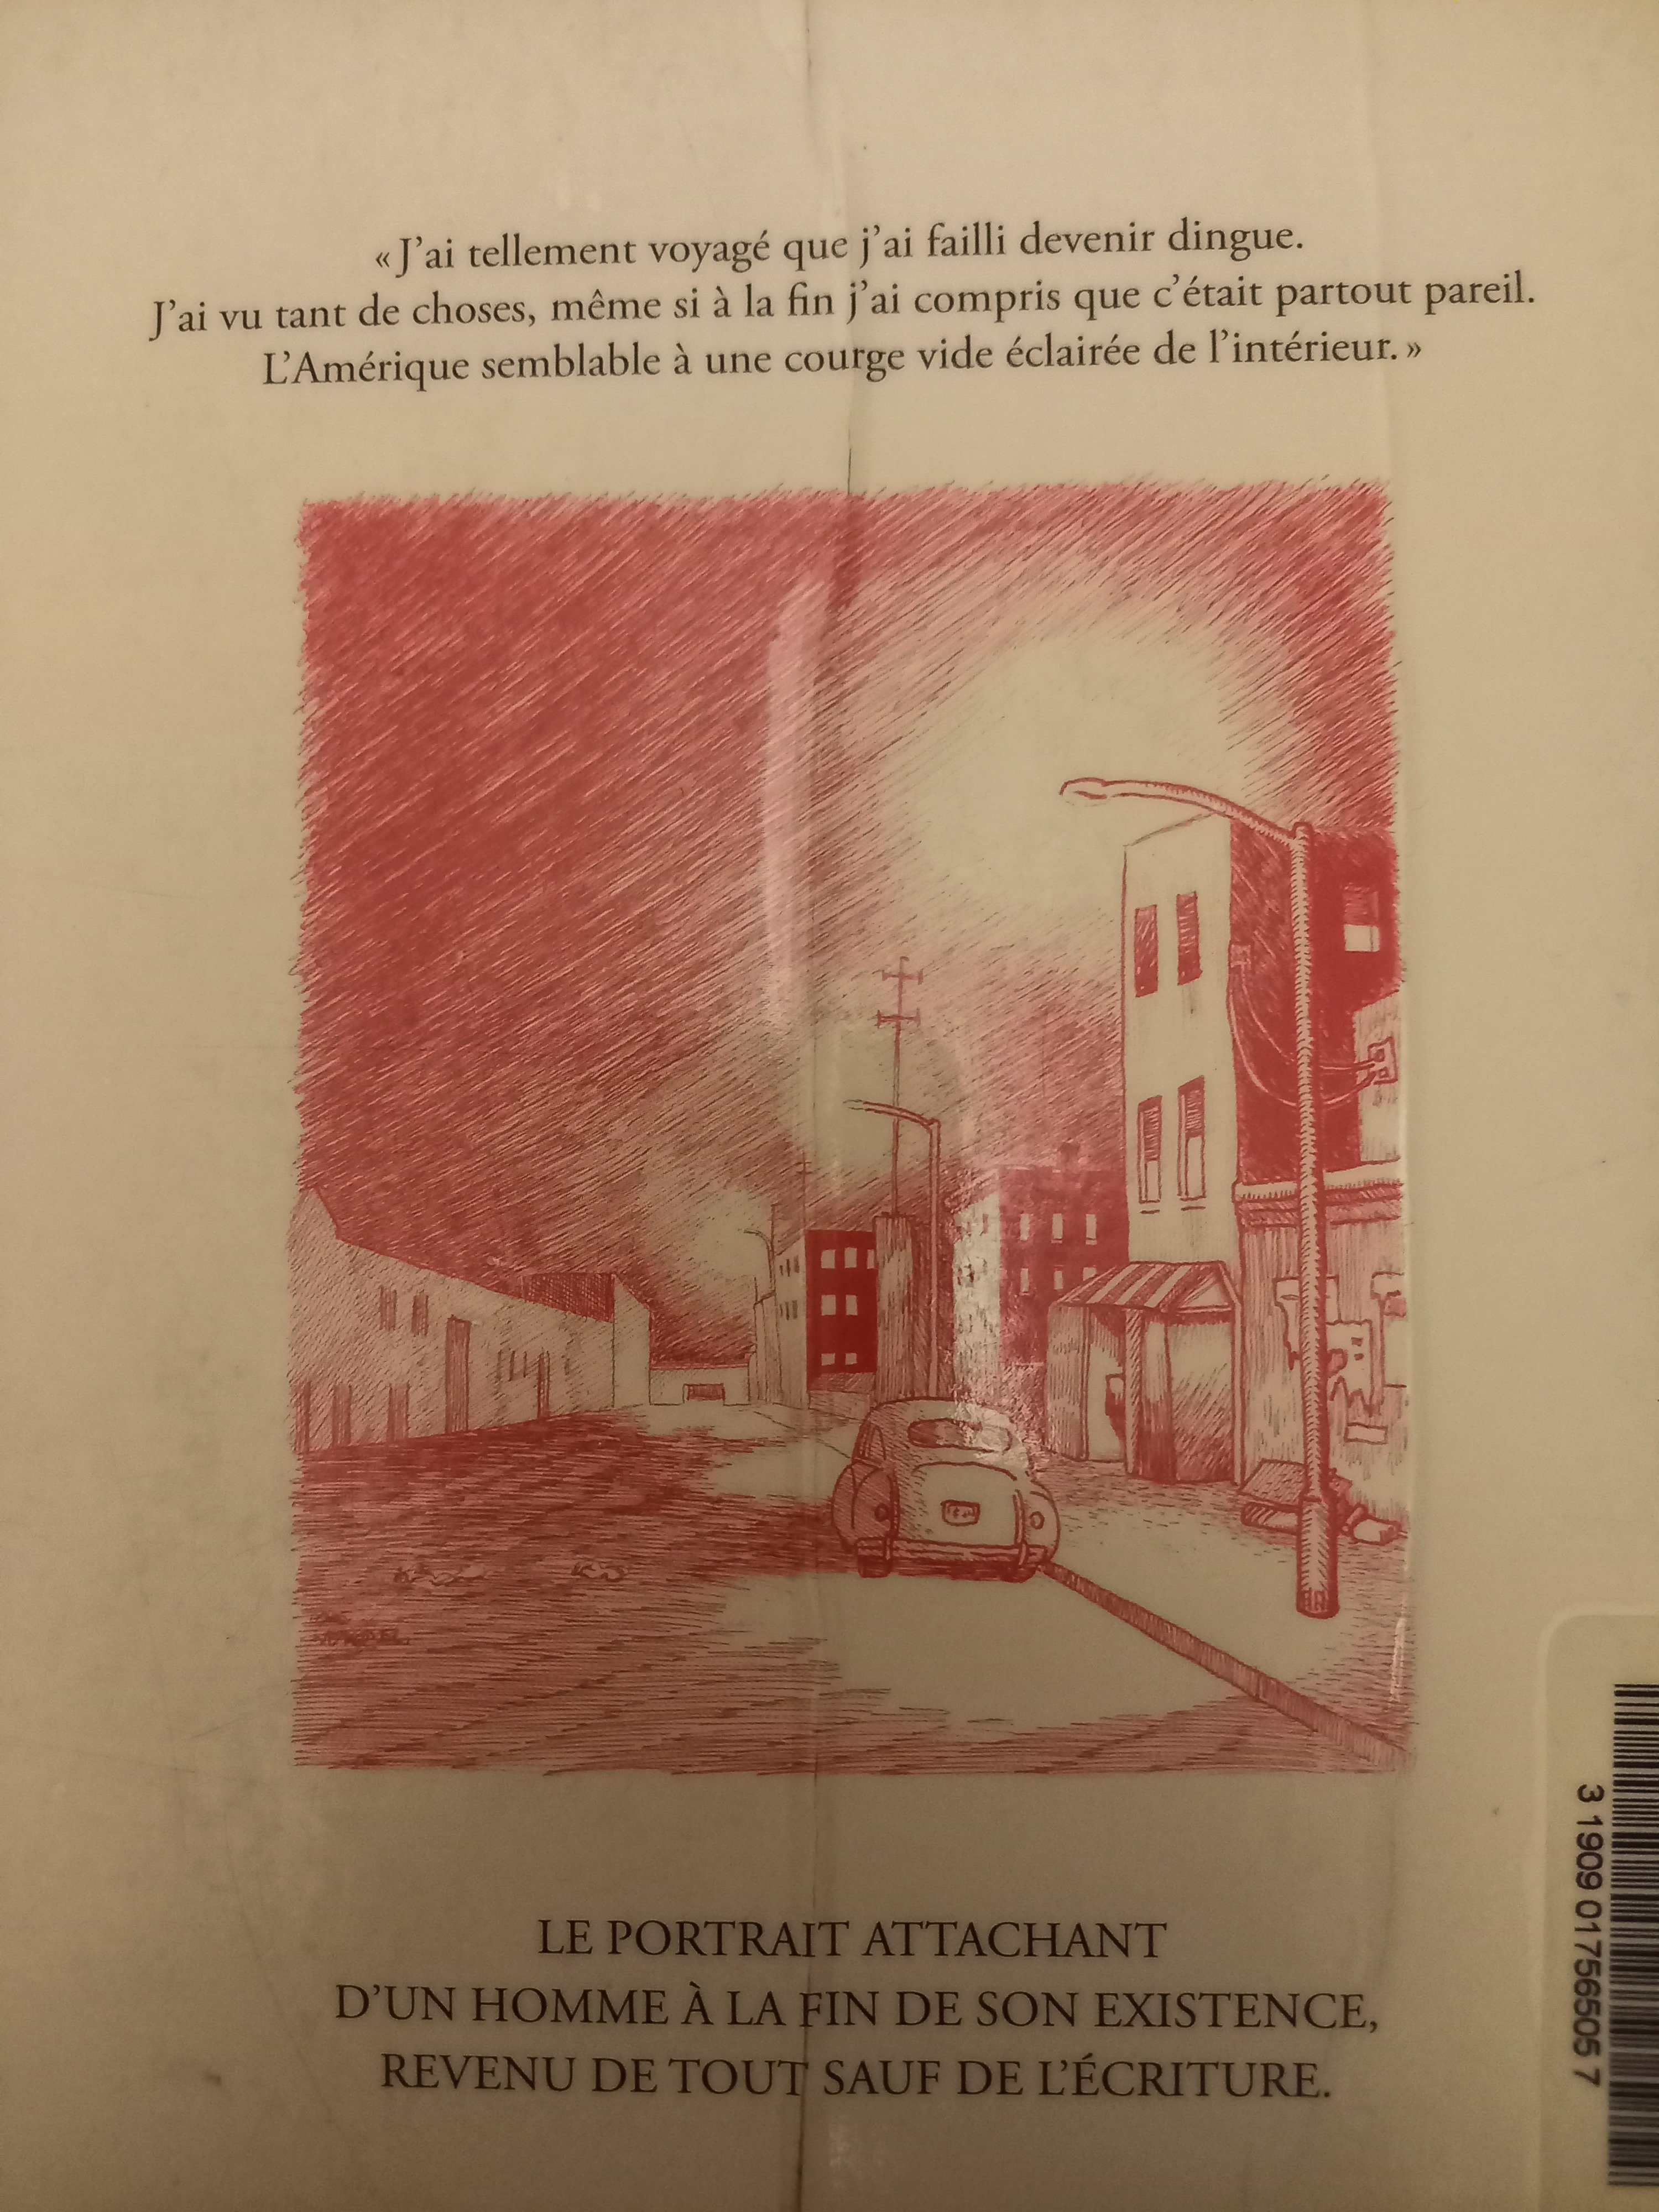 «J’ai tellement voyagé que j’ai failli devenir dingue.
J’ai vu tant de choses, même si à la fin j’ai compris que c’était partout pareil.
L’Amérique semblable à une courge vide éclairée de l’intérieur.»
LE PORTRAIT ATTACHANT
D’UN HOMME À LA FIN DE SON EXISTENCE,
REVENU DE TOUT SAUF DE L’ÉCRITURE.
3 1909 01756505 7